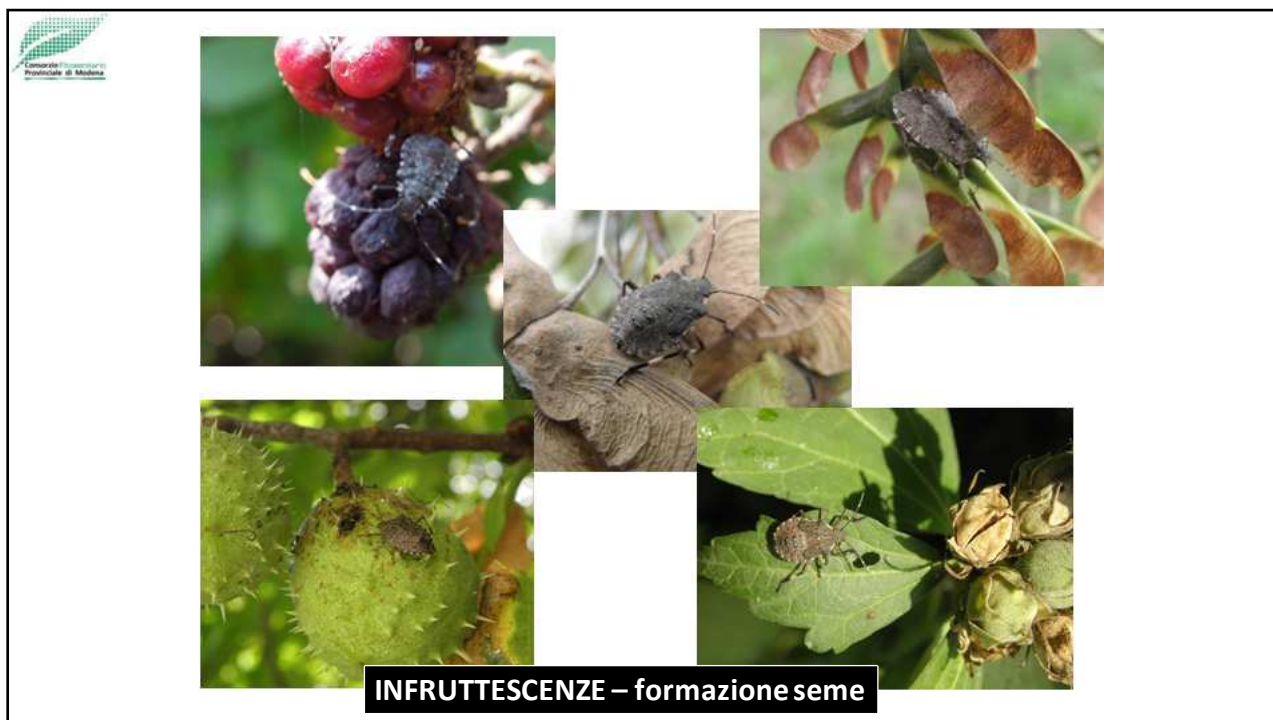 Consorzio Fitosanitario
Provinciale di Modena
INFRUTTESCENZE – formazione seme